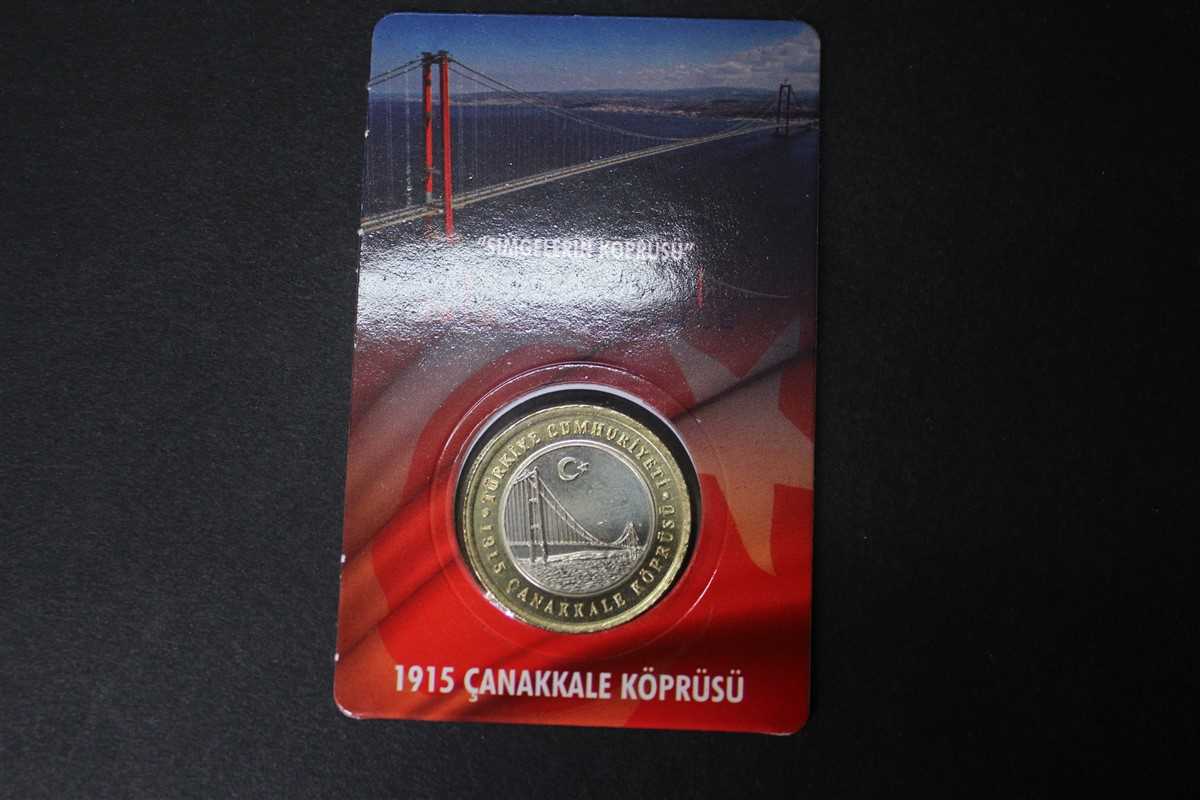 "SİMGELERİN KÖPRÜSÜ"
TÜRKİYE CUMHURİYETİ
1915 ÇANAKKALE KÖPRÜSÜ
1915 ÇANAKKALE KÖPRÜSÜ